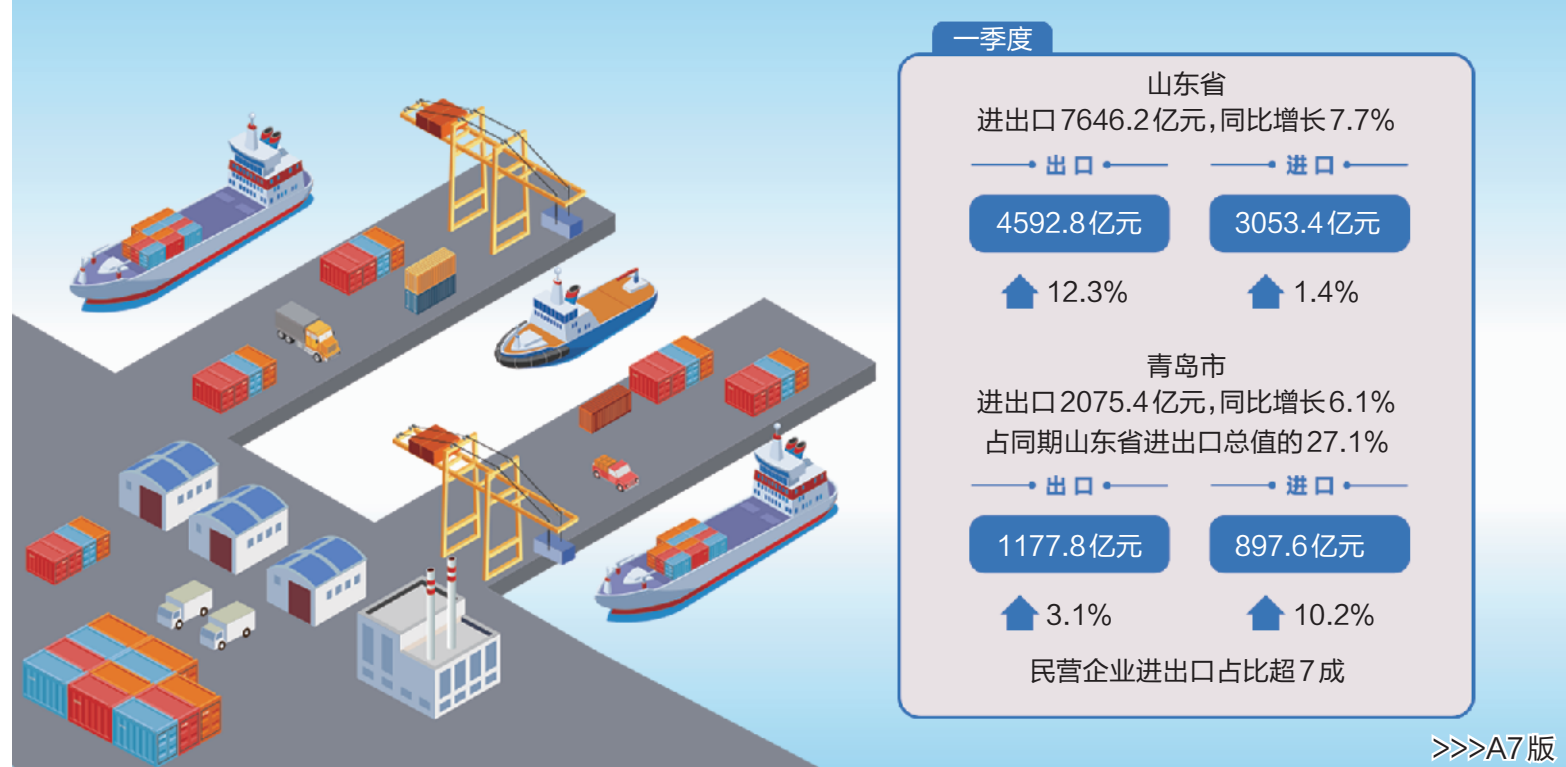 一季度
山东省
进出口7646.2亿元,同比增长7.7%
出口 进口
4592.8亿元 3053.4亿元
12.3% 1.4%
青岛市
进出口2075.4亿元,同比增长6.1%
占同期山东省进出口总值的27.1%
出口 进口
1177.8亿元 897.6亿元
3.1% 10.2%
民营企业进出口占比超7成
>>>A7版